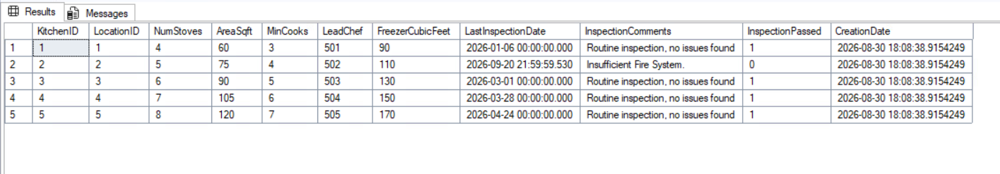 Results Messages
KitchenID LocationID NumStoves AreaSqft MinCooks LeadChef FreezerCubicFeet LastInspectionDate InspectionComments InspectionPassed CreationDate
1 1 1 4 60 3 501 90 2026-01-06 00:00:00.000 Routine inspection, no issues found 1 2026-08-30 18:08:38.9154249
2 2 2 5 75 4 502 110 2026-09-20 21:59:59.530 Insufficient Fire System. 0 2026-08-30 18:08:38.9154249
3 3 3 6 90 5 503 130 2026-03-01 00:00:00.000 Routine inspection, no issues found 1 2026-08-30 18:08:38.9154249
4 4 4 7 105 6 504 150 2026-03-28 00:00:00.000 Routine inspection, no issues found 1 2026-08-30 18:08:38.9154249
5 5 5 8 120 7 505 170 2026-04-24 00:00:00.000 Routine inspection, no issues found 1 2026-08-30 18:08:38.9154249